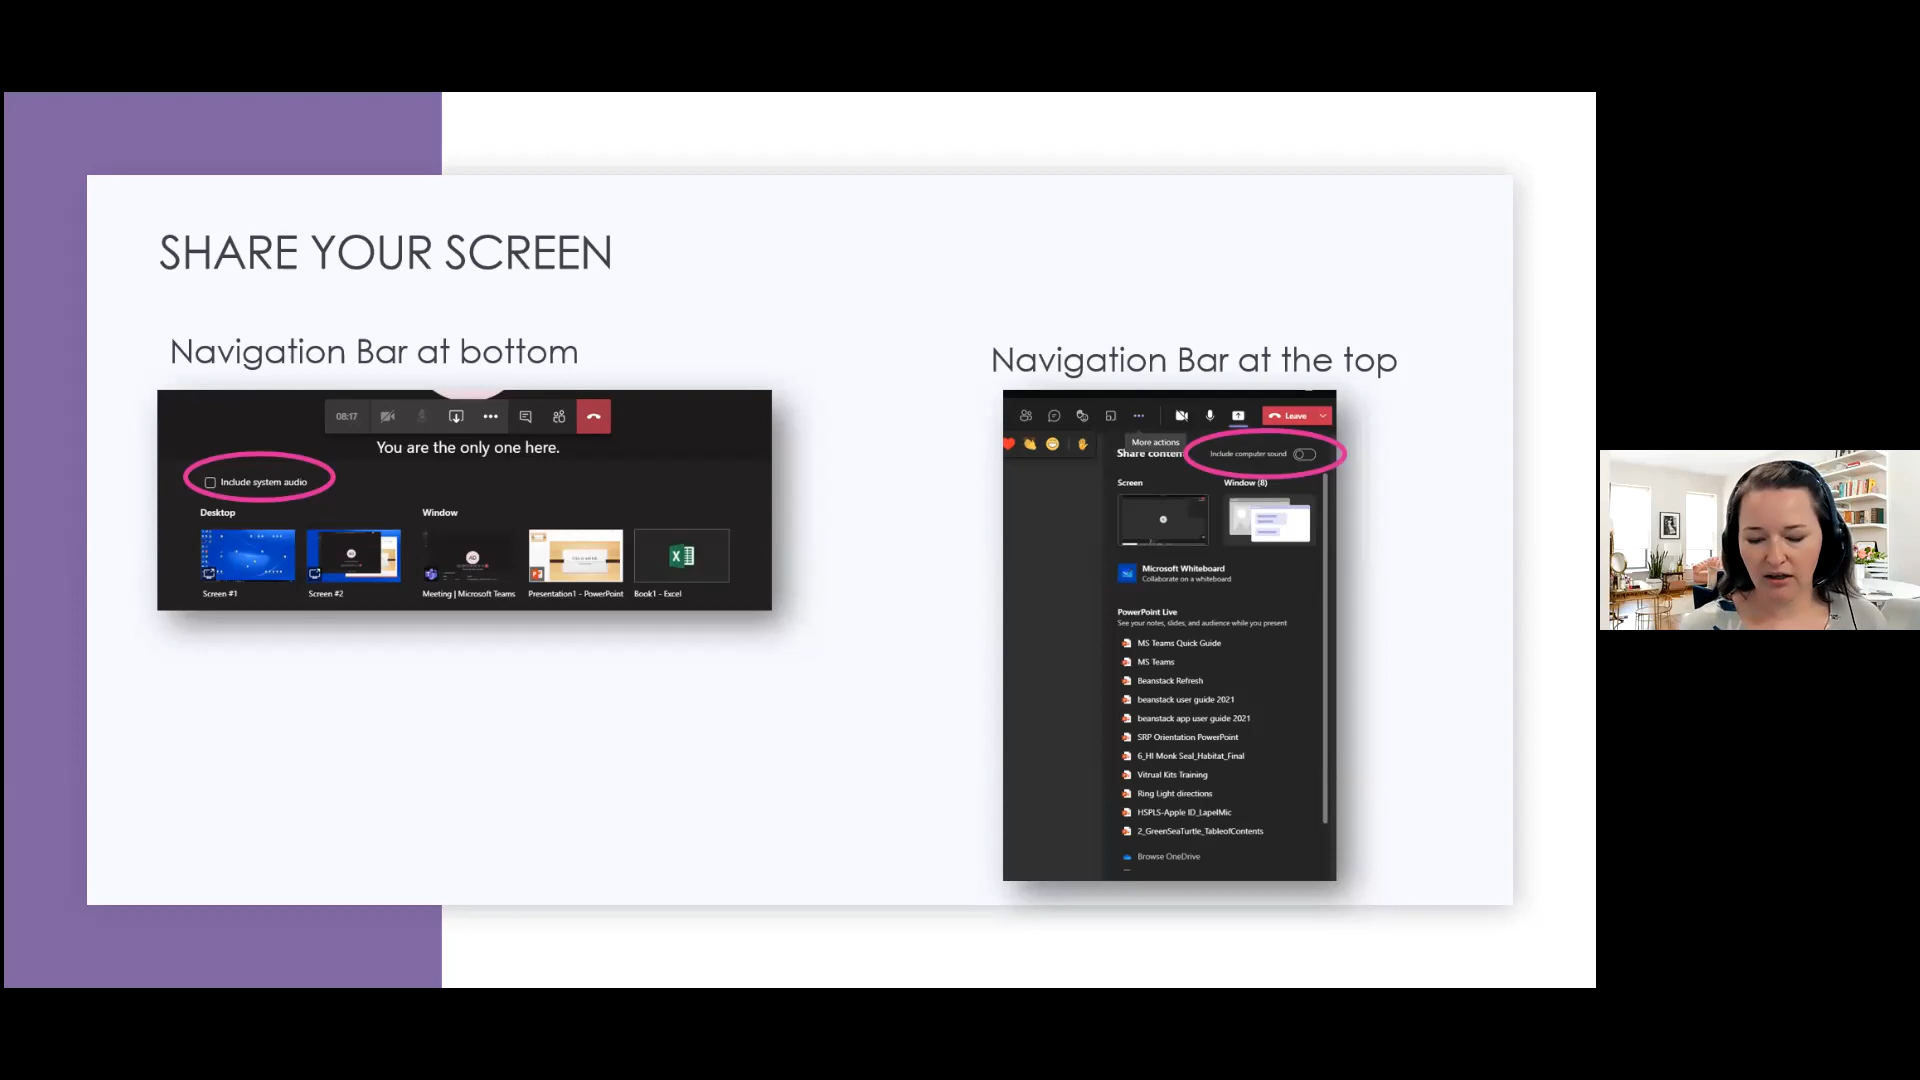 SHARE YOUR SCREEN
Navigation Bar at bottom
08:17
You are the only one here.
Include system audio
Desktop
Window
Screen #1
Screen #2
Meeting | Microsoft Teams
Presentation1 - PowerPoint
Book1 - Excel
Navigation Bar at the top
Leave
More actions
Share content
Include computer sound
Screen
Window (8)
Microsoft Whiteboard
Collaborate on a whiteboard
PowerPoint Live
See your notes, slides, and audience while you present
MS Teams Quick Guide
MS Teams
Beanstack Refresh
beanstack user guide 2021
beanstack app user guide 2021
SRP Orientation PowerPoint
6_HI Monk Seal_Habitat_Final
Vitrual Kits Training
Ring Light directions
HSPLS-Apple ID_LapelMic
2_GreenSeaTurtle_TableofContents
Browse OneDrive